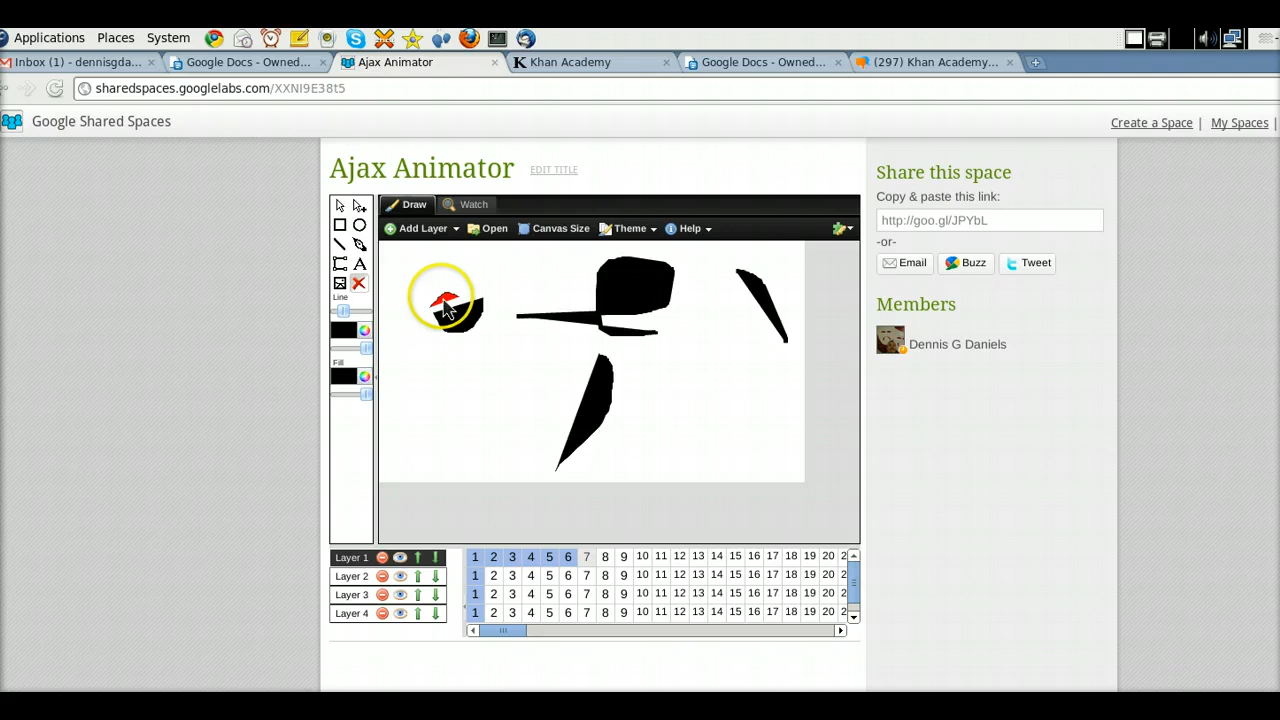 Applications Places System
Inbox (1) - dennisgda... Google Docs - Owned... Ajax Animator Khan Academy Google Docs - Owned... (297) Khan Academy...
sharedspaces.googlelabs.com/XXNI9E38t5
Google Shared Spaces Create a Space | My Spaces |
Ajax Animator EDIT TITLE
Share this space
Copy & paste this link:
http://goo.gl/JPYbL
-or-
Email Buzz Tweet
Members
Dennis G Daniels
Draw Watch
Add Layer Open Canvas Size Theme Help
A
Line
Fill
Layer 1 1 2 3 4 5 6 7 8 9 10 11 12 13 14 15 16 17 18 19 20
Layer 2 1 2 3 4 5 6 7 8 9 10 11 12 13 14 15 16 17 18 19 20 2
Layer 3 1 2 3 4 5 6 7 8 9 10 11 12 13 14 15 16 17 18 19 20 2
Layer 4 1 2 3 4 5 6 7 8 9 10 11 12 13 14 15 16 17 18 19 20 2